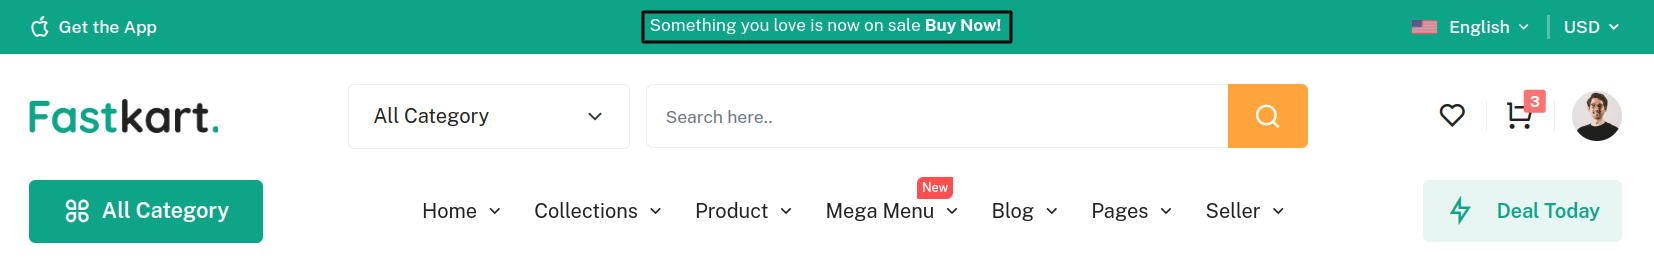 Get the App
Something you love is now on sale Buy Now!
English
USD
Fastkart.
All Category
Search here..
3
All Category
Home
Collections
Product
Mega Menu
New
Blog
Pages
Seller
Deal Today